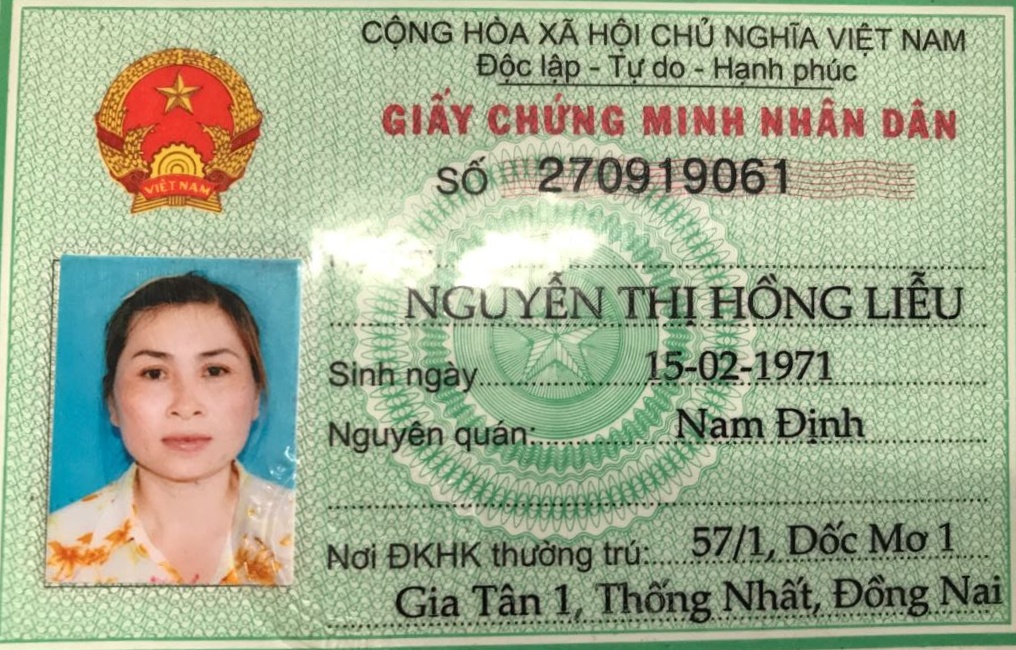 CỘNG HÒA XÃ HỘI CHỦ NGHĨA VIỆT NAM
Độc lập - Tự do - Hạnh phúc
GIẤY CHỨNG MINH NHÂN DÂN
SỐ 270919061
VIỆT NAM
NGUYỄN THỊ HỒNG LIỄU
Sinh ngày 15-02-1971
Nguyên quán: Nam Định
Nơi ĐKHK thường trú: 57/1, Dốc Mơ 1
Gia Tân 1, Thống Nhất, Đồng Nai